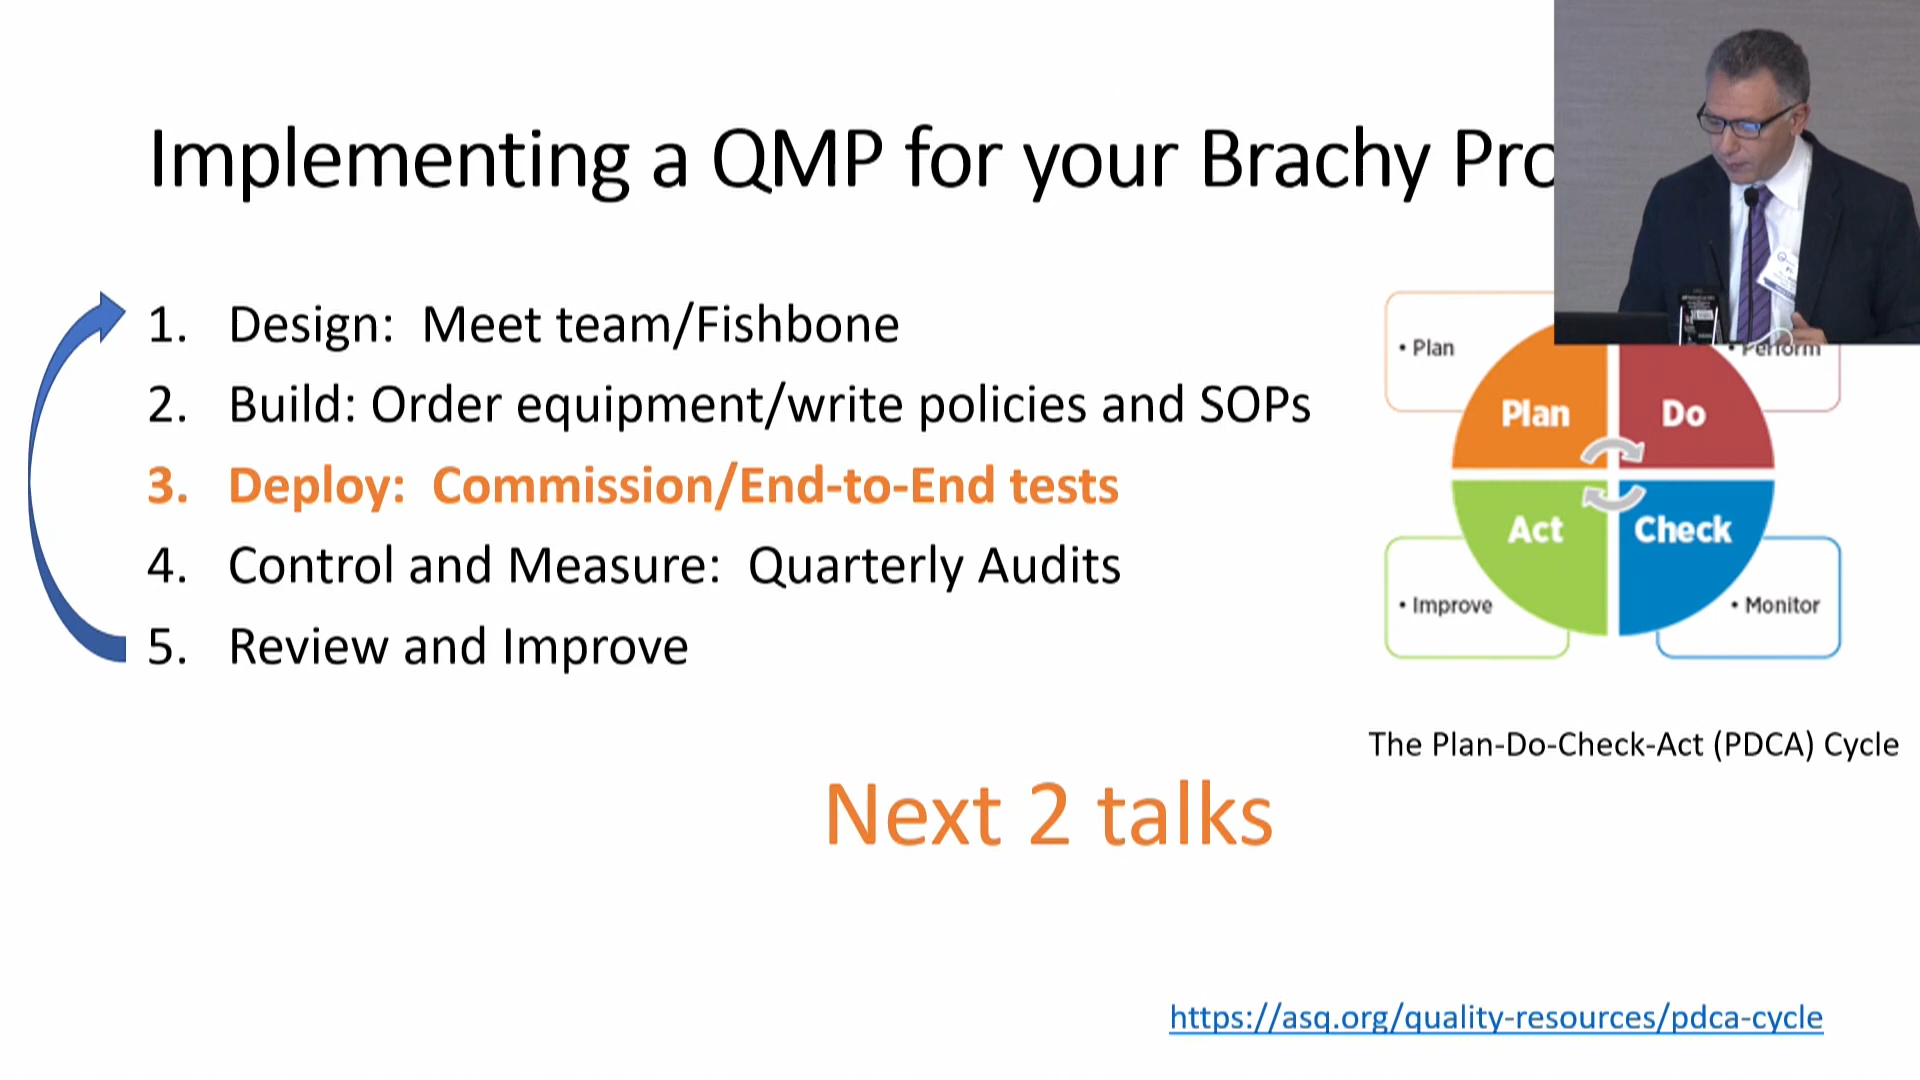 Implementing a QMP for your Brachy
1. Design: Meet team/Fishbone
2. Build: Order equipment/write policies and SOPs
3. Deploy: Commission/End-to-End tests
4. Control and Measure: Quarterly Audits
5. Review and Improve
• Plan
• Perform
Plan
Do
Act
Check
• Improve
• Monitor
The Plan-Do-Check-Act (PDCA) Cycle
Next 2 talks
https://asq.org/quality-resources/pdca-cycle